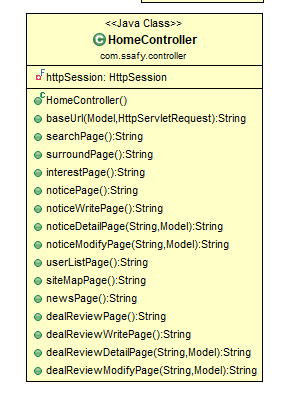 <<Java Class>>
C HomeController
com.ssafy.controller
F httpSession: HttpSession
C HomeController()
baseUrl(Model,HttpServletRequest):String
searchPage():String
surroundPage():String
interestPage():String
noticePage():String
noticeWritePage():String
noticeDetailPage(String,Model):String
noticeModifyPage(String,Model):String
userListPage():String
siteMapPage():String
newsPage():String
dealReviewPage():String
dealReviewWritePage():String
dealReviewDetailPage(String,Model):String
dealReviewModifyPage(String,Model):String